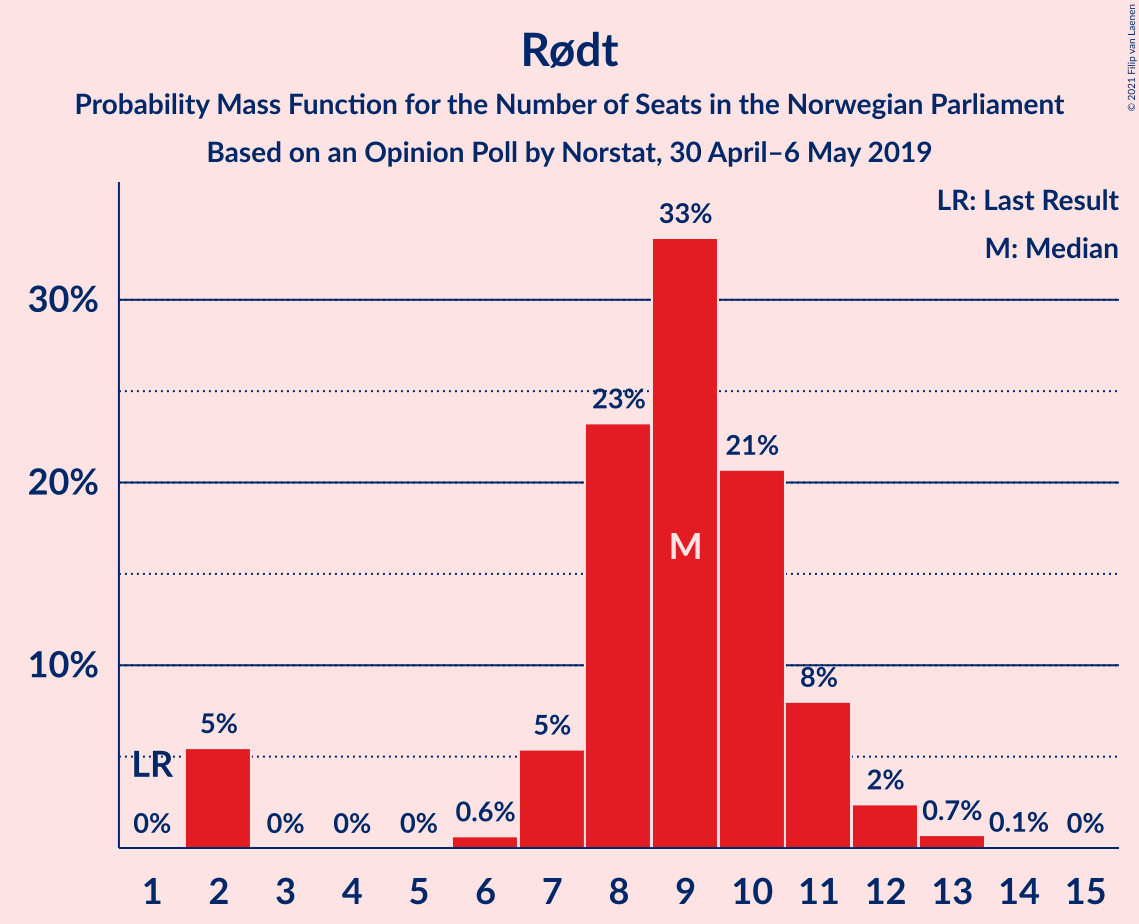 Rødt
Probability Mass Function for the Number of Seats in the Norwegian Parliament
Based on an Opinion Poll by Norstat, 30 April–6 May 2019
© 2021 Filip van Laenen
LR: Last Result
M: Median
30%
20%
10%
LR
0%
5%
0%
0%
0%
0.6%
5%
23%
33%
M
21%
8%
2%
0.7%
0.1%
0%
1 2 3 4 5 6 7 8 9 10 11 12 13 14 15